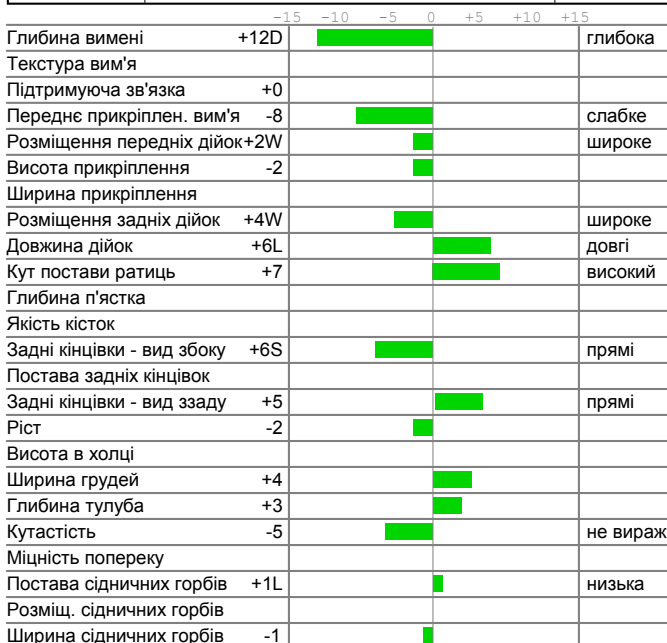 -15 -10 -5 0 +5 +10 +15
Глибина вимені +12D глибока
Текстура вим'я
Підтримуюча зв'язка +0
Переднє прикріплен. вим'я -8 слабке
Розміщення передніх дійок+2W широке
Висота прикріплення -2
Ширина прикріплення
Розміщення задніх дійок +4W широке
Довжина дійок +6L довгі
Кут постави ратиць +7 високий
Глибина п'ястка
Якість кісток
Задні кінцівки - вид збоку +6S прямі
Постава задніх кінцівок
Задні кінцівки - вид ззаду +5 прямі
Ріст -2
Висота в холці
Ширина грудей +4
Глибина тулуба +3
Кутастість -5 не вираж
Міцність попереку
Постава сідничних горбів +1L низька
Розміщ. сідничних горбів
Ширина сідничних горбів -1